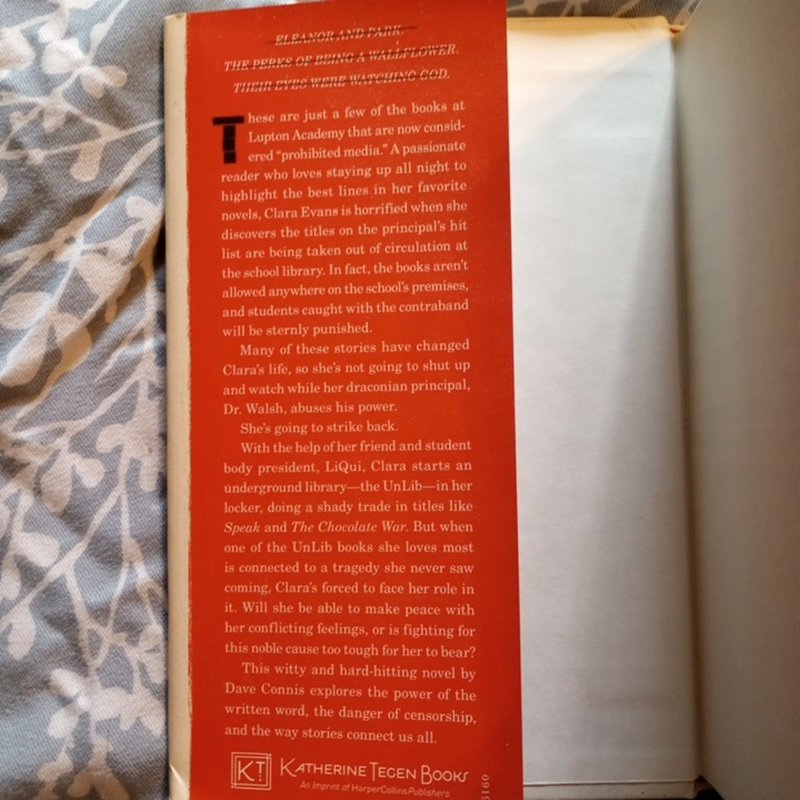 ELEANOR AND PARK.
THE PERKS OF BEING A WALLFLOWER.
THEIR EYES WERE WATCHING GOD.
These are just a few of the books at
Lupton Academy that are now consid-
ered “prohibited media.” A passionate
reader who loves staying up all night to
highlight the best lines in her favorite
novels, Clara Evans is horrified when she
discovers the titles on the principal’s hit
list are being taken out of circulation at
the school library. In fact, the books aren’t
allowed anywhere on the school’s premises,
and students caught with the contraband
will be sternly punished.
Many of these stories have changed
Clara’s life, so she’s not going to shut up
and watch while her draconian principal,
Dr. Walsh, abuses his power.
She’s going to strike back.
With the help of her friend and student
body president, LiQui, Clara starts an
underground library—the UnLib—in her
locker, doing a shady trade in titles like
Speak and The Chocolate War. But when
one of the UnLib books she loves most
is connected to a tragedy she never saw
coming, Clara’s forced to face her role in
it. Will she be able to make peace with
her conflicting feelings, or is fighting for
this noble cause too tough for her to bear?
This witty and hard-hitting novel by
Dave Connis explores the power of the
written word, the danger of censorship,
and the way stories connect us all.
KT KATHERINE TEGEN BOOKS
An Imprint of HarperCollinsPublishers